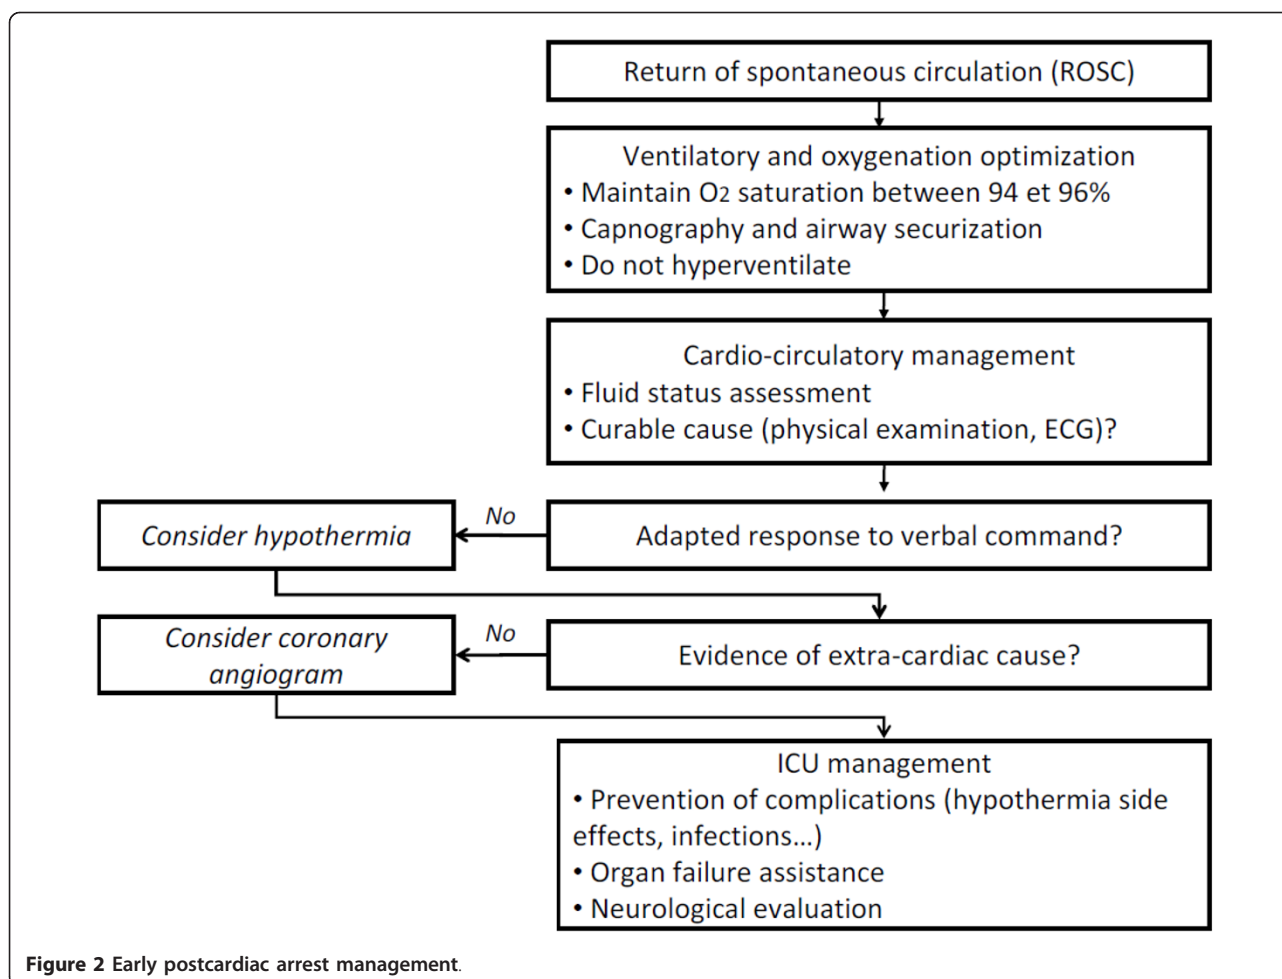 Return of spontaneous circulation (ROSC)
Ventilatory and oxygenation optimization
• Maintain O2 saturation between 94 et 96%
• Capnography and airway securization
• Do not hyperventilate
Cardio-circulatory management
• Fluid status assessment
• Curable cause (physical examination, ECG)?
Consider hypothermia
No
Adapted response to verbal command?
Consider coronary
angiogram
No
Evidence of extra-cardiac cause?
ICU management
• Prevention of complications (hypothermia side
effects, infections...)
• Organ failure assistance
• Neurological evaluation
Figure 2 Early postcardiac arrest management.